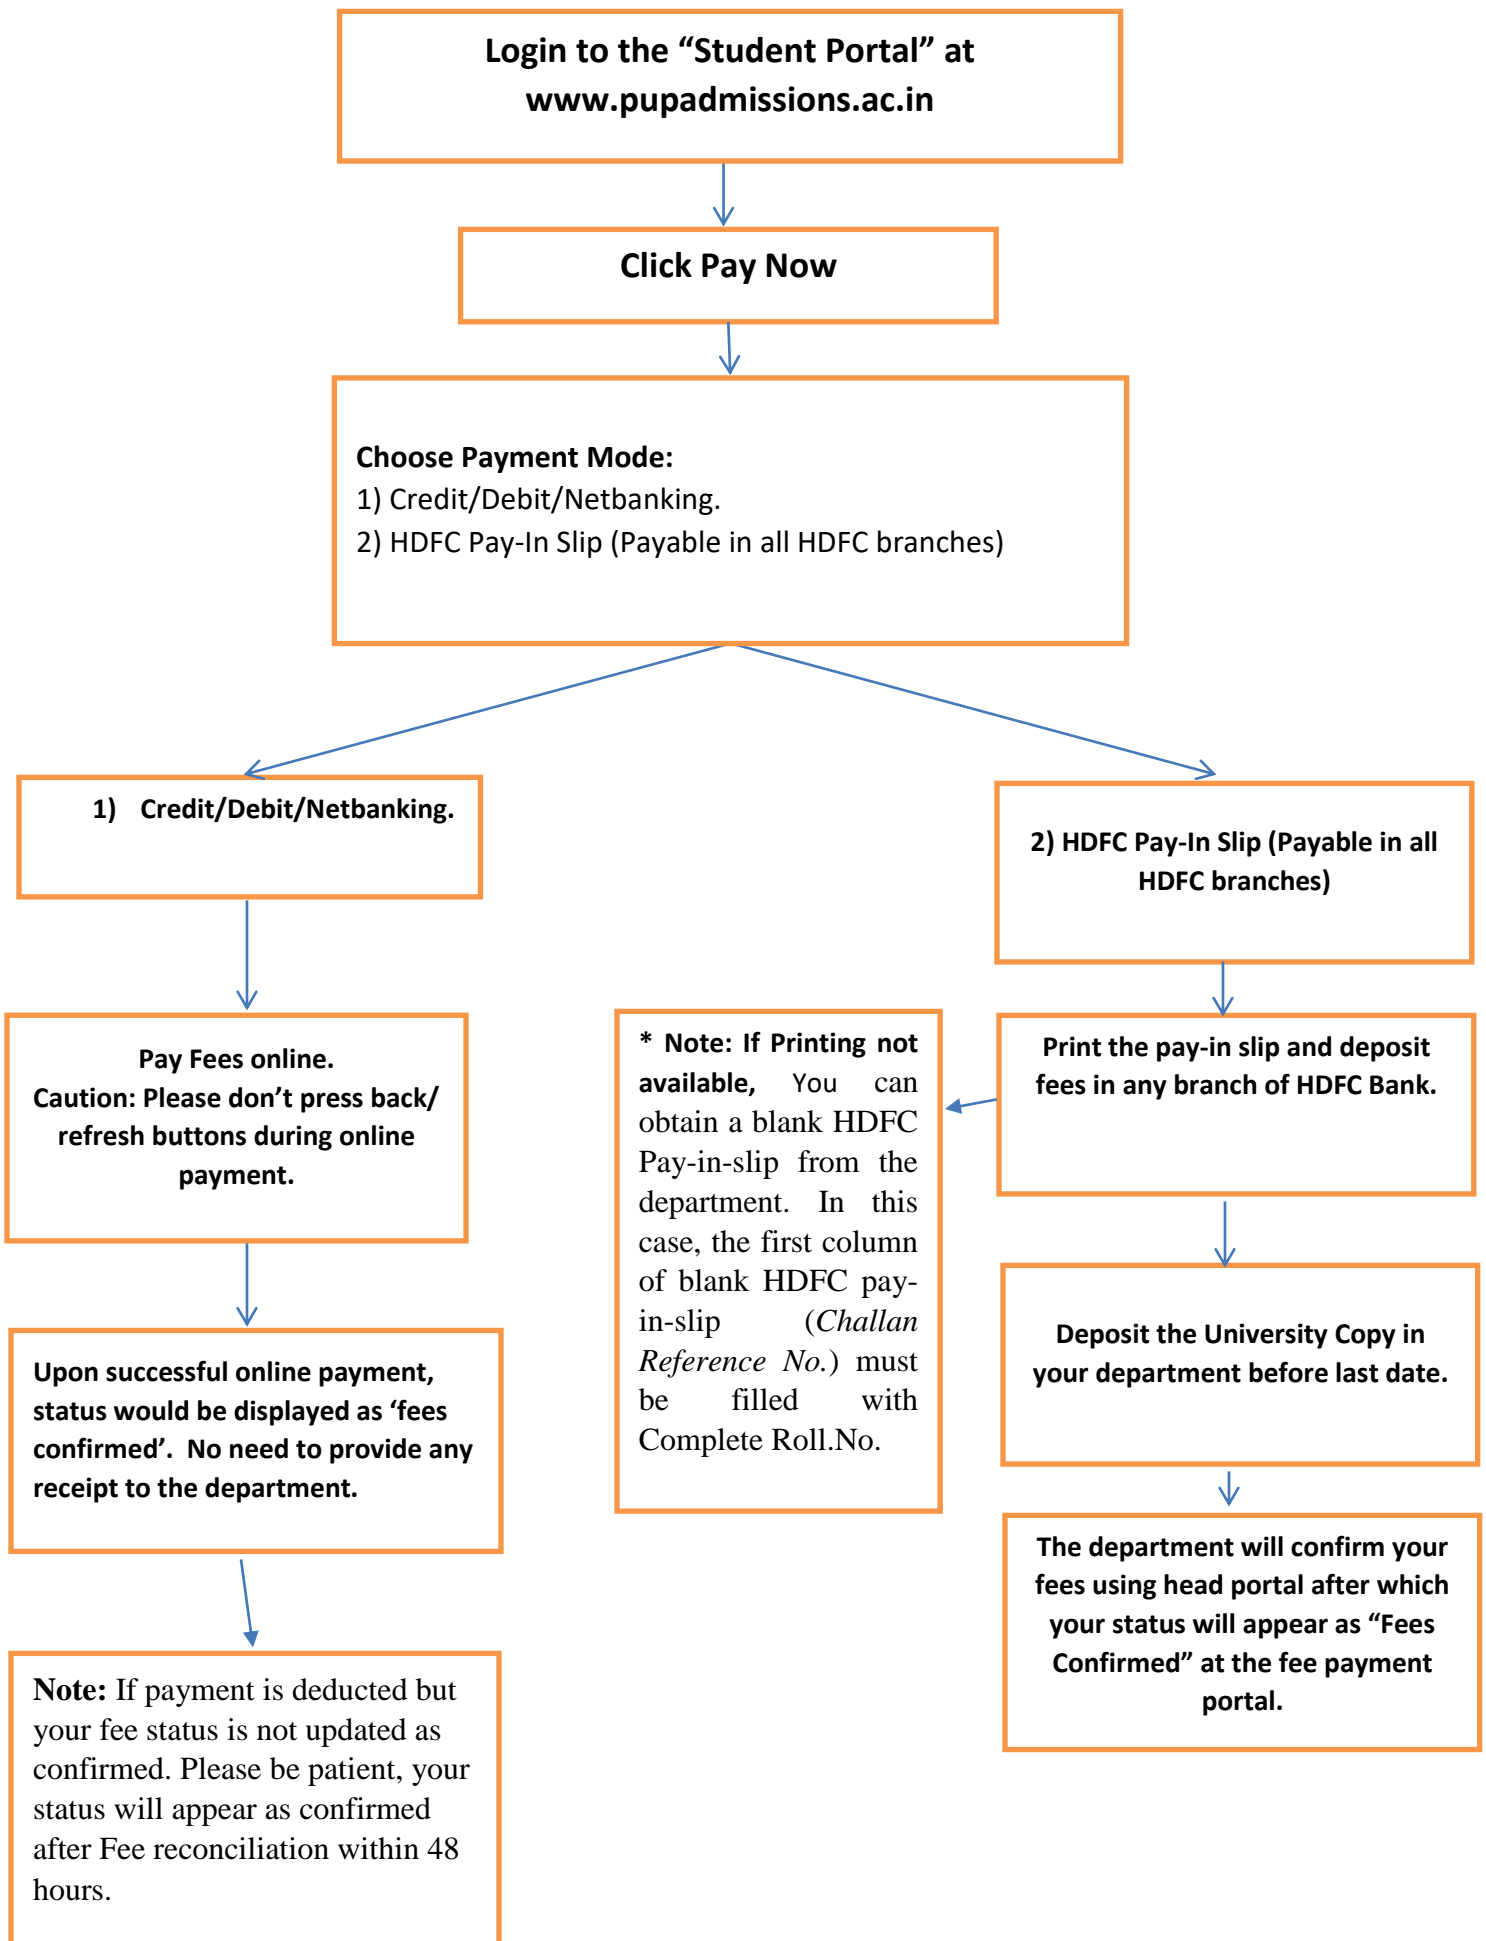 Login to the “Student Portal” at
www.pupadmissions.ac.in
Click Pay Now
Choose Payment Mode:
1) Credit/Debit/Netbanking.
2) HDFC Pay-In Slip (Payable in all HDFC branches)
1) Credit/Debit/Netbanking.
Pay Fees online.
Caution: Please don’t press back/
refresh buttons during online
payment.
Upon successful online payment,
status would be displayed as ‘fees
confirmed’. No need to provide any
receipt to the department.
Note: If payment is deducted but
your fee status is not updated as
confirmed. Please be patient, your
status will appear as confirmed
after Fee reconciliation within 48
hours.
2) HDFC Pay-In Slip (Payable in all
HDFC branches)
Print the pay-in slip and deposit
fees in any branch of HDFC Bank.
* Note: If Printing not
available, You can
obtain a blank HDFC
Pay-in-slip from the
department. In this
case, the first column
of blank HDFC pay-
in-slip (Challan
Reference No.) must
be filled with
Complete Roll.No.
Deposit the University Copy in
your department before last date.
The department will confirm your
fees using head portal after which
your status will appear as “Fees
Confirmed” at the fee payment
portal.